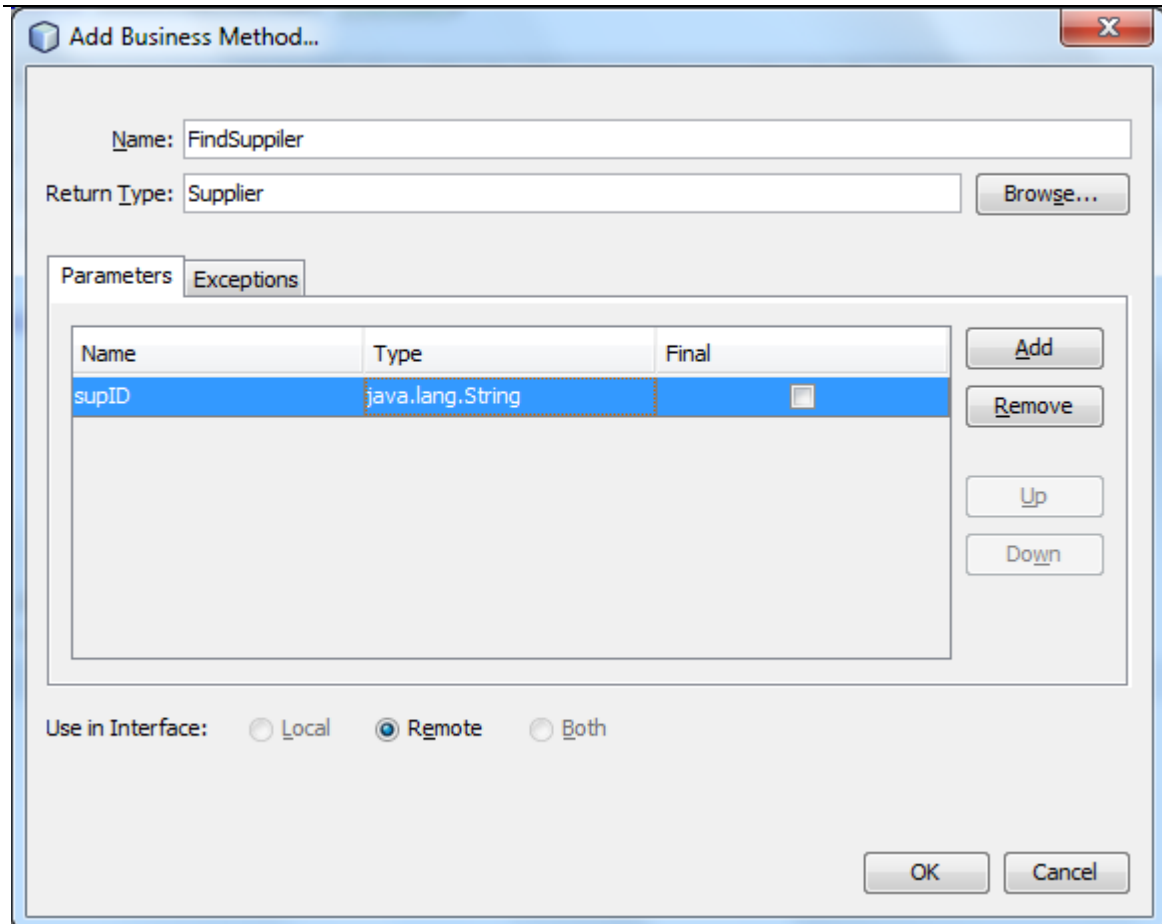 Add Business Method...
Name: FindSuppiler
Return Type: Supplier Browse...
Parameters Exceptions
Name Type Final Add
supID java.lang.String Remove
Up
Down
Use in Interface: Local Remote Both
OK Cancel